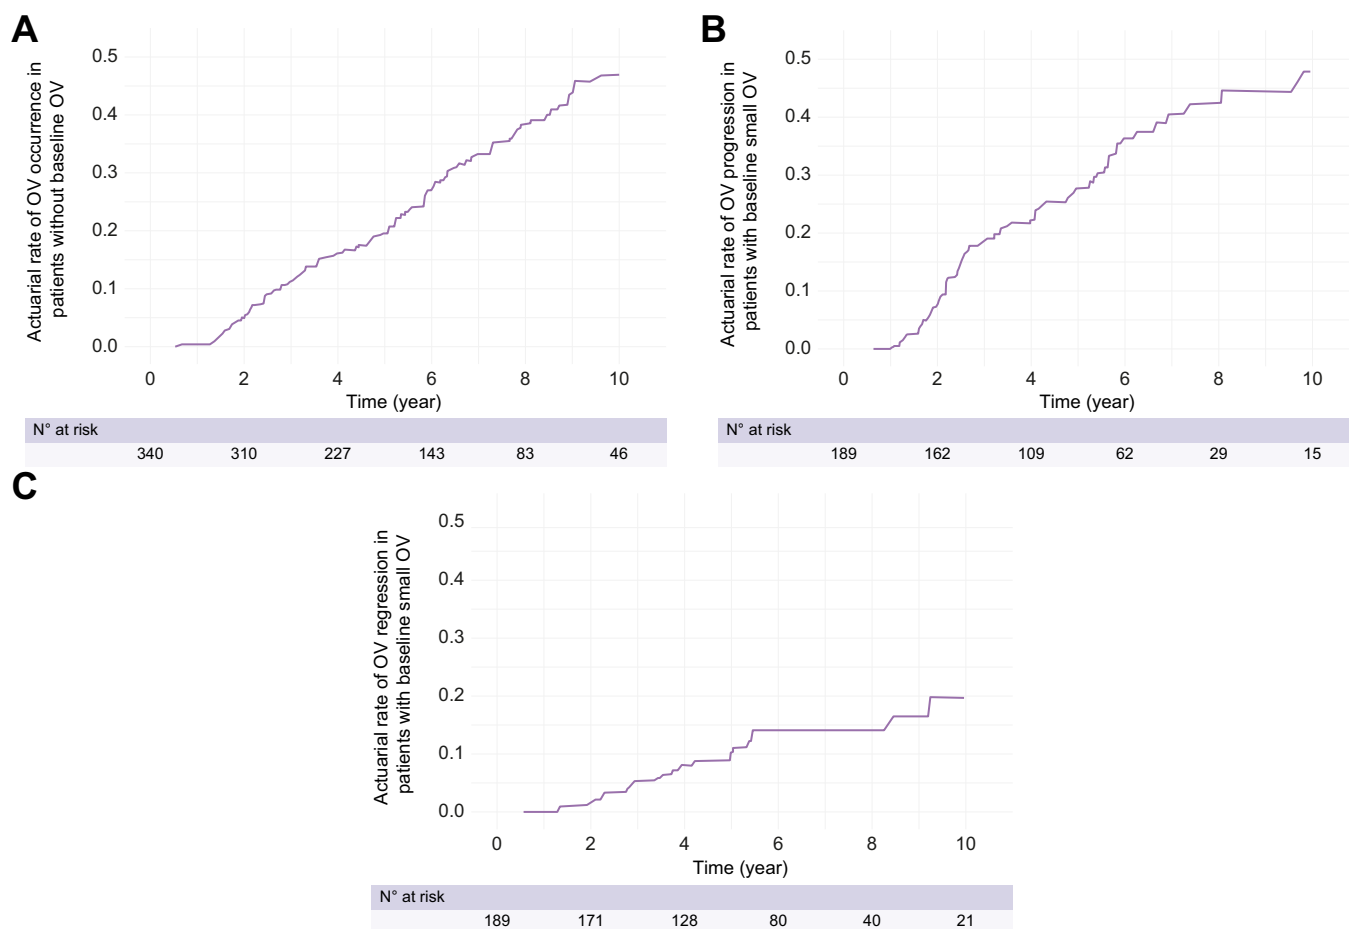 A
Actuarial rate of OV occurrence in
patients without baseline OV
0.5
0.4
0.3
0.2
0.1
0.0
0 2 4 6 8 10
Time (year)
N° at risk
340 310 227 143 83 46
B
Actuarial rate of OV progression in
patients with baseline small OV
0.5
0.4
0.3
0.2
0.1
0.0
0 2 4 6 8 10
Time (year)
N° at risk
189 162 109 62 29 15
C
Actuarial rate of OV regression in
patients with baseline small OV
0.5
0.4
0.3
0.2
0.1
0.0
0 2 4 6 8 10
Time (year)
N° at risk
189 171 128 80 40 21